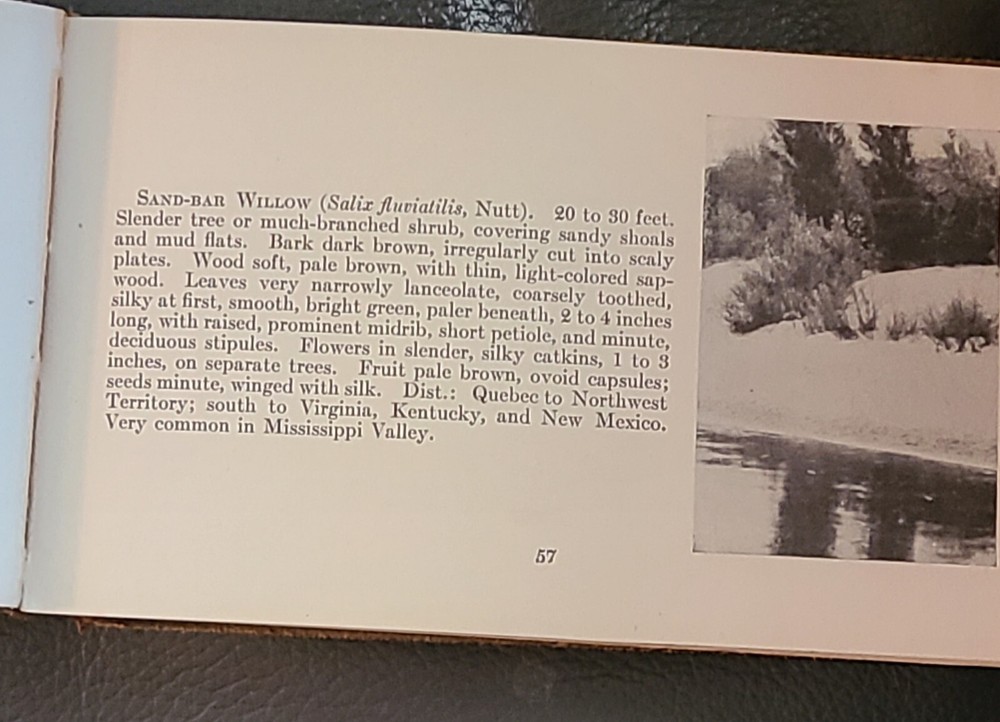 SAND-BAR WILLOW (Salix fluviatilis, Nutt). 20 to 30 feet.
Slender tree or much-branched shrub, covering sandy shoals
and mud flats. Bark dark brown, irregularly cut into scaly
plates. Wood soft, pale brown, with thin, light-colored sap-
wood. Leaves very narrowly lanceolate, coarsely toothed,
silky at first, smooth, bright green, paler beneath, 2 to 4 inches
long, with raised, prominent midrib, short petiole, and minute,
deciduous stipules. Flowers in slender, silky catkins, 1 to 3
inches, on separate trees. Fruit pale brown, ovoid capsules;
seeds minute, winged with silk. Dist.: Quebec to Northwest
Territory; south to Virginia, Kentucky, and New Mexico.
Very common in Mississippi Valley.
57